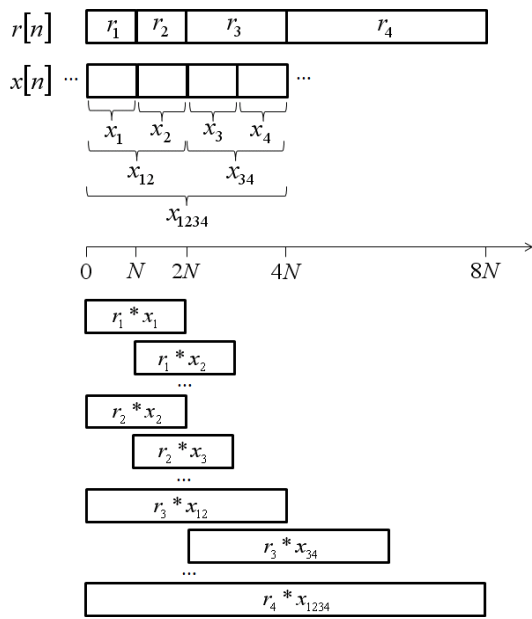 r[n] r₁ r₂ r₃ r₄
x[n] ... ...
x₁ x₂ x₃ x₄
x₁₂ x₃₄
x₁₂₃₄
0 N 2N 4N 8N
r₁ * x₁
r₁ * x₂
...
r₂ * x₂
r₂ * x₃
...
r₃ * x₁₂
r₃ * x₃₄
...
r₄ * x₁₂₃₄